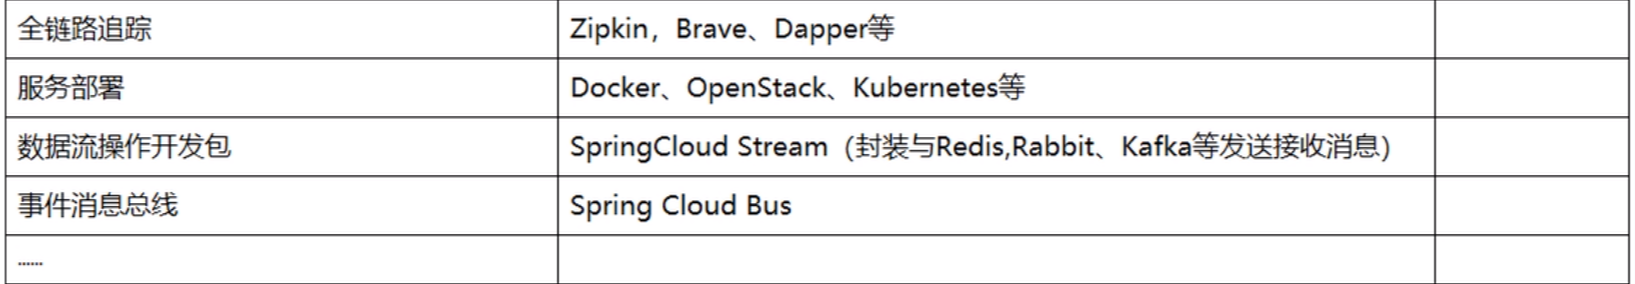 全链路追踪 Zipkin，Brave、Dapper等
服务部署 Docker、OpenStack、Kubernetes等
数据流操作开发包 SpringCloud Stream（封装与Redis,Rabbit、Kafka等发送接收消息）
事件消息总线 Spring Cloud Bus
......